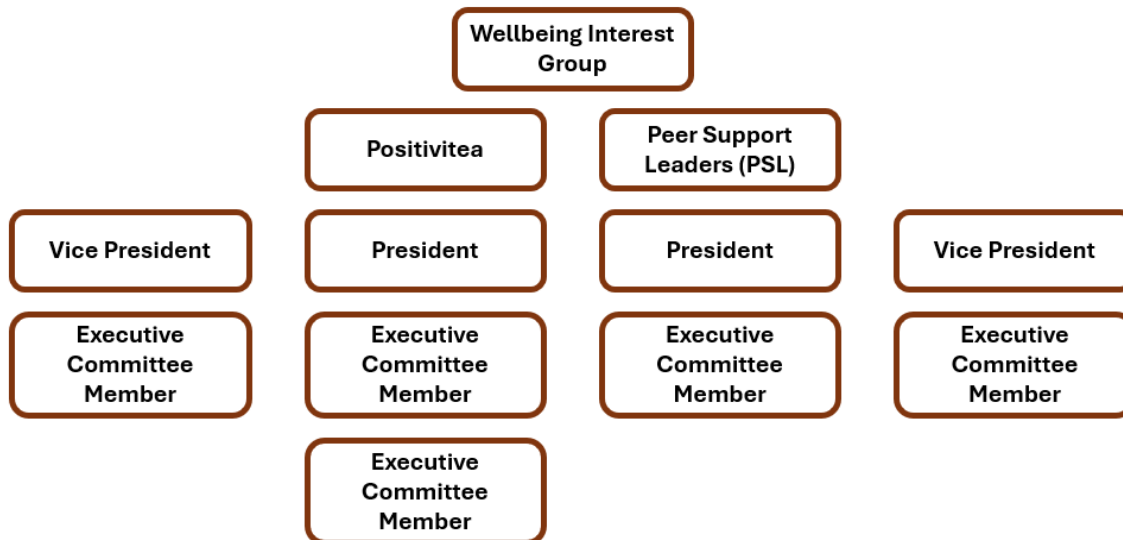 Wellbeing Interest
Group
Positivitea
Peer Support
Leaders (PSL)
Vice President
President
President
Vice President
Executive
Committee
Member
Executive
Committee
Member
Executive
Committee
Member
Executive
Committee
Member
Executive
Committee
Member